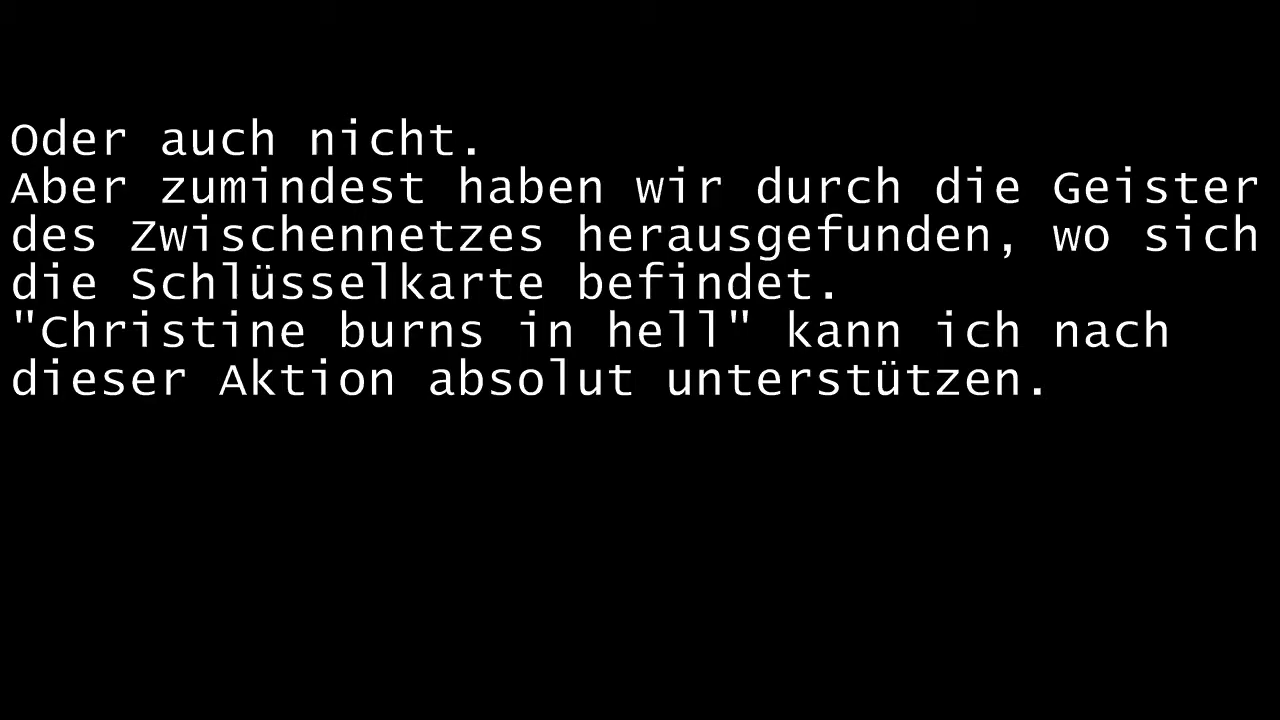 Oder auch nicht.
Aber zumindest haben wir durch die Geister
des Zwischennetzes herausgefunden, wo sich
die Schlüsselkarte befindet.
"Christine burns in hell" kann ich nach
dieser Aktion absolut unterstützen.